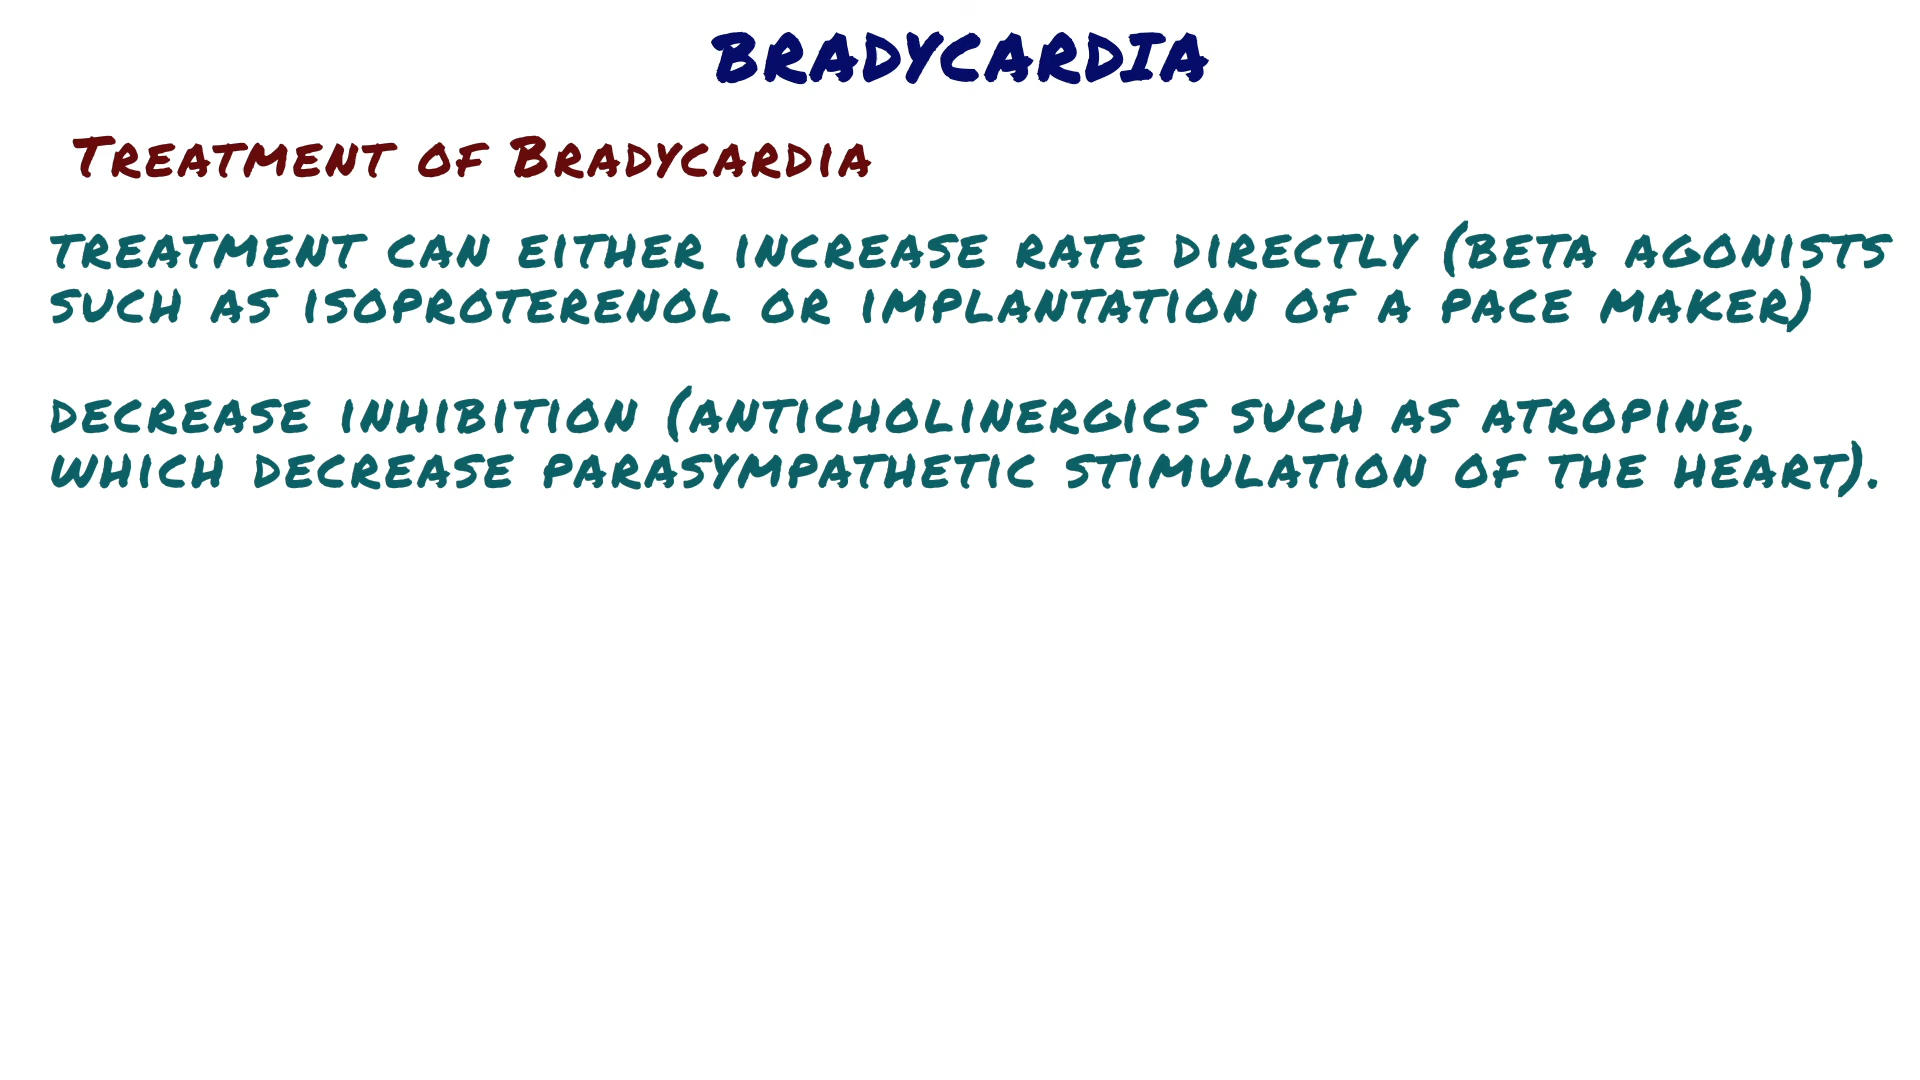 BRADYCARDIA
Treatment of Bradycardia
treatment can either increase rate directly (beta agonists
such as isoproterenol or implantation of a pace maker)
decrease inhibition (anticholinergics such as atropine,
which decrease parasympathetic stimulation of the heart).